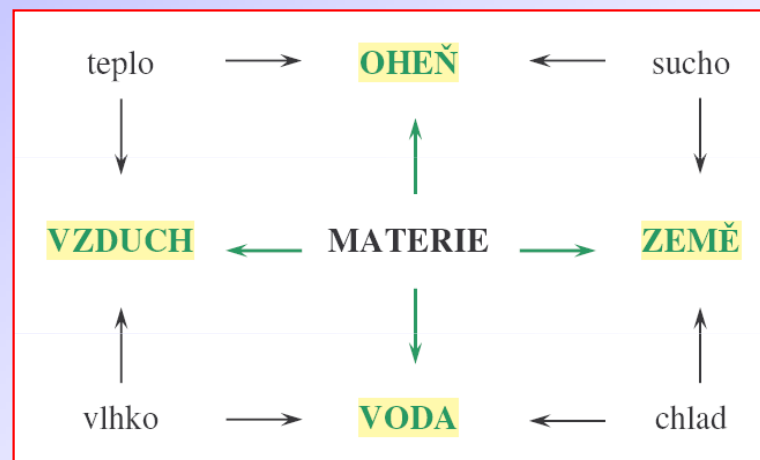 teplo OHEŇ sucho
VZDUCH MATERIE ZEMĚ
vlhko VODA chlad